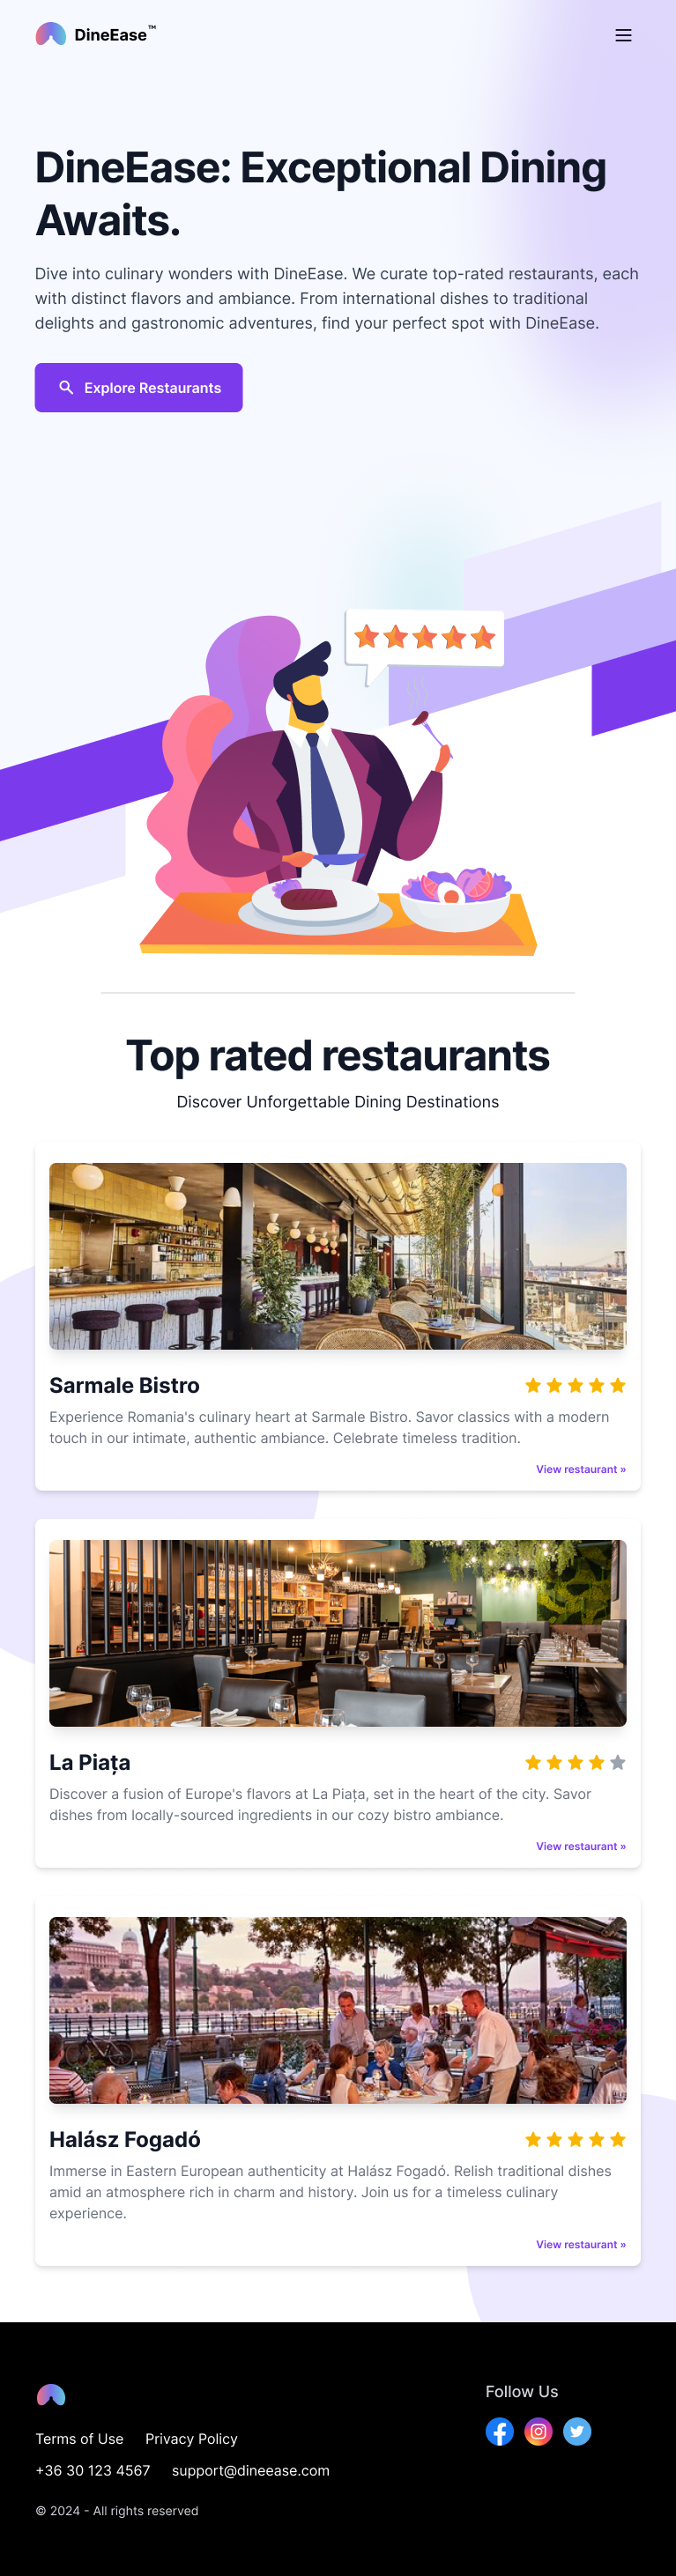 DineEase™
DineEase: Exceptional Dining
Awaits.
Dive into culinary wonders with DineEase. We curate top-rated restaurants, each
with distinct flavors and ambiance. From international dishes to traditional
delights and gastronomic adventures, find your perfect spot with DineEase.
Explore Restaurants
Top rated restaurants
Discover Unforgettable Dining Destinations
Sarmale Bistro
Experience Romania's culinary heart at Sarmale Bistro. Savor classics with a modern
touch in our intimate, authentic ambiance. Celebrate timeless tradition.
View restaurant »
La Piața
Discover a fusion of Europe's flavors at La Piața, set in the heart of the city. Savor
dishes from locally-sourced ingredients in our cozy bistro ambiance.
View restaurant »
Halász Fogadó
Immerse in Eastern European authenticity at Halász Fogadó. Relish traditional dishes
amid an atmosphere rich in charm and history. Join us for a timeless culinary
experience.
View restaurant »
Follow Us
Terms of Use Privacy Policy
+36 30 123 4567 support@dineease.com
© 2024 - All rights reserved